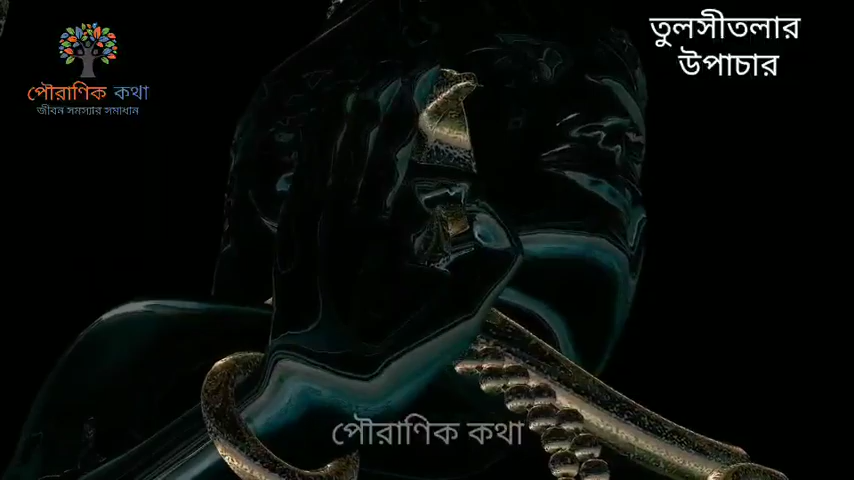 তুলসীতলার
উপাচার
পৌরাণিক কথা
জীবন সমস্যার সমাধান
পৌরাণিক কথা